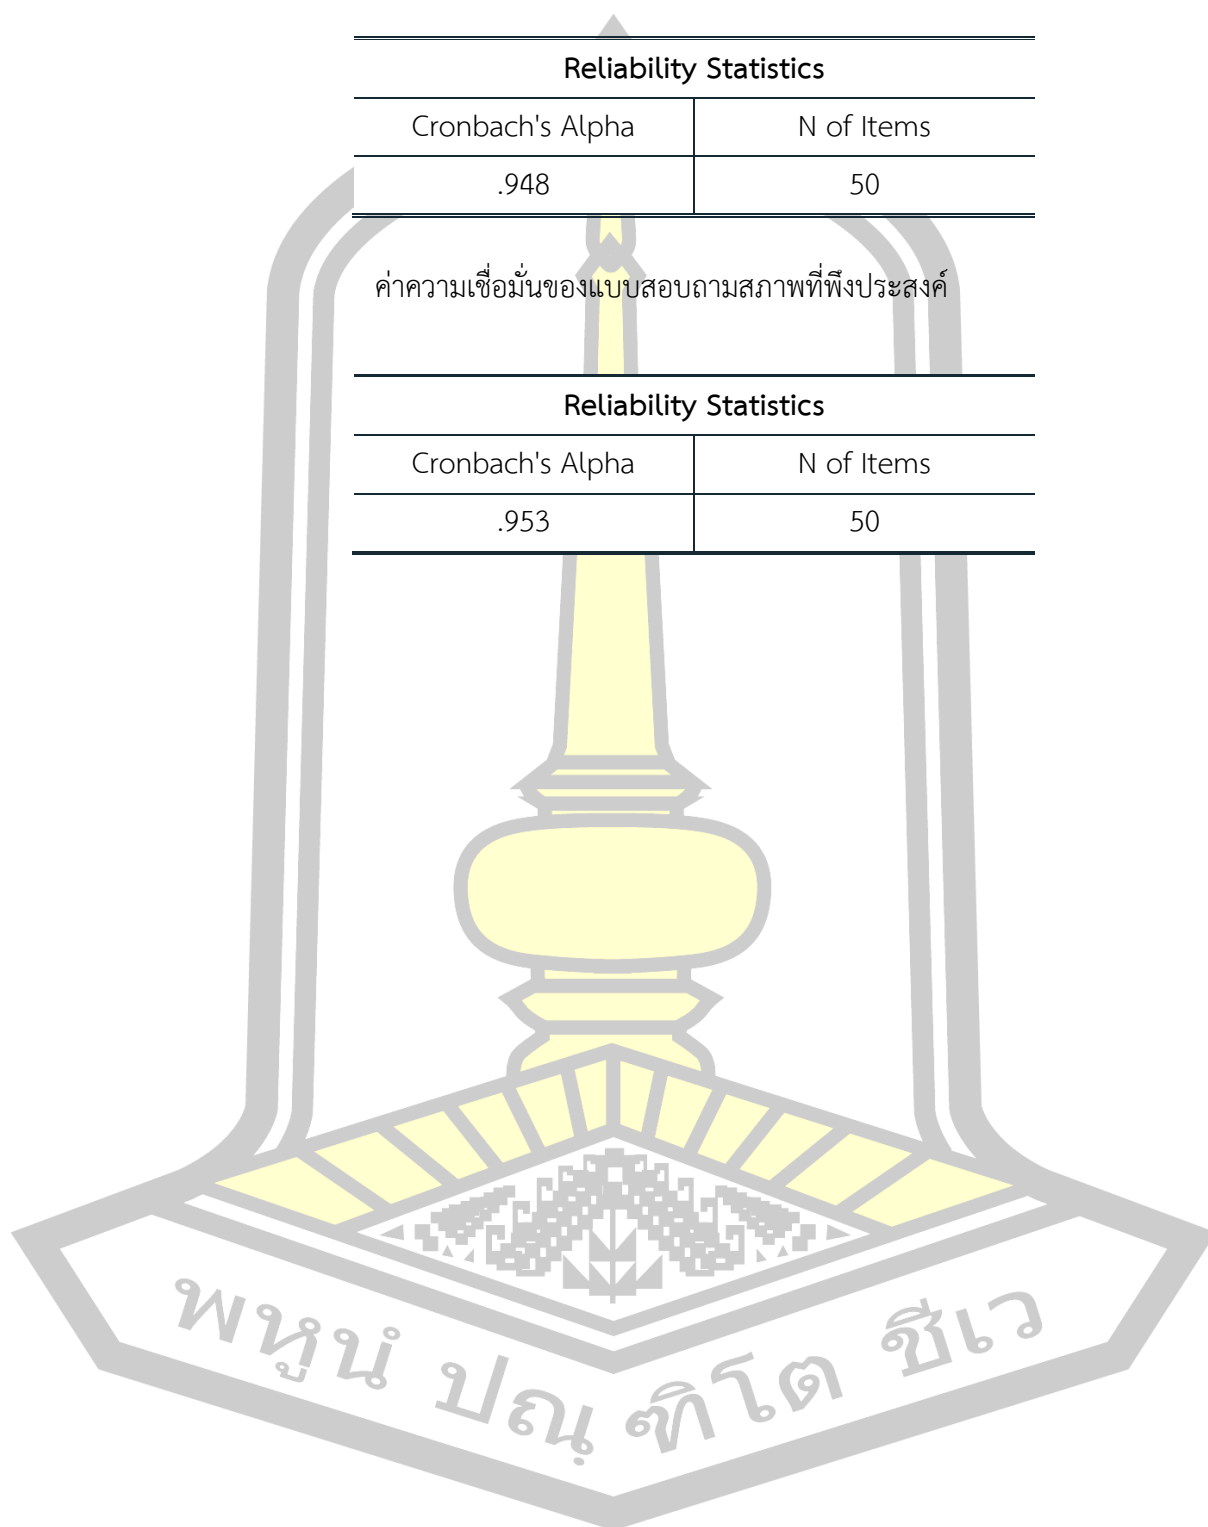 Reliability Statistics
Cronbach's Alpha N of Items
.948 50
ค่าความเชื่อมั่นของแบบสอบถามสภาพที่พึงประสงค์
Reliability Statistics
Cronbach's Alpha N of Items
.953 50
พหูนํ ปณฺฑิโต ชีเว